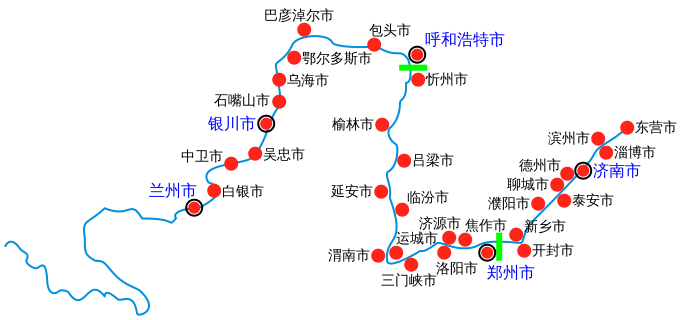 巴彦淖尔市
包头市
呼和浩特市
鄂尔多斯市
乌海市
忻州市
石嘴山市
银川市
榆林市
东营市
滨州市
淄博市
中卫市
吴忠市
吕梁市
德州市
济南市
兰州市
白银市
延安市
聊城市
临汾市
濮阳市
泰安市
济源市
焦作市
新乡市
运城市
渭南市
开封市
洛阳市
郑州市
三门峡市